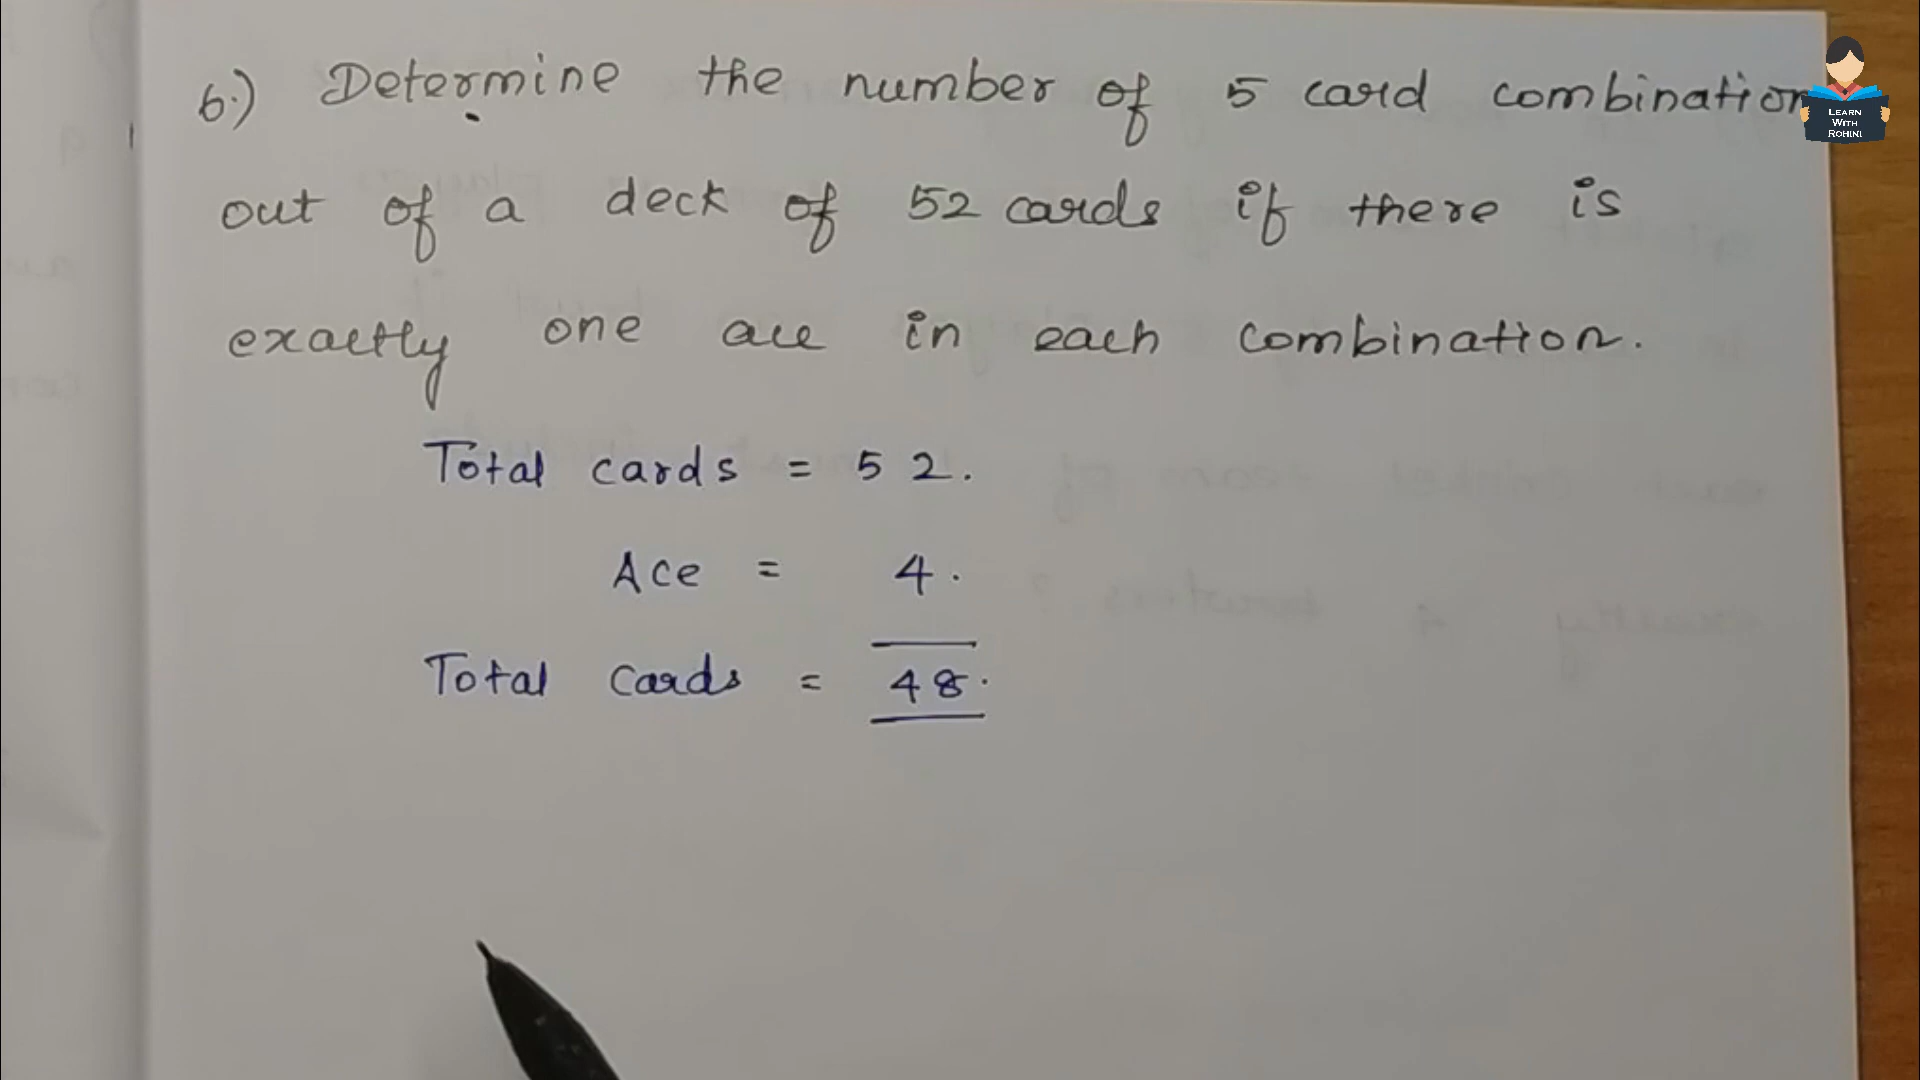 6.) Determine the number of 5 card combination
out of a deck of 52 cards if there is
exactly one ace in each combination.
Total cards = 52.
Ace = 4.
Total cards = 48.
LEARN
WITH
ROHINI